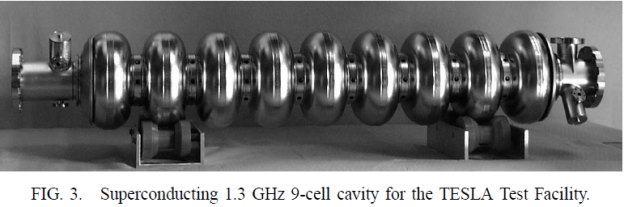 FIG. 3. Superconducting 1.3 GHz 9-cell cavity for the TESLA Test Facility.